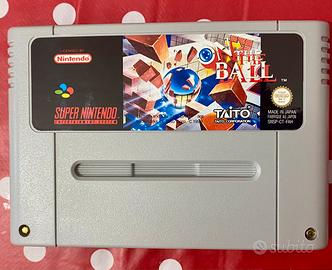 LICENSED BY
Nintendo
ON THE
BALL
TM
SUPER NINTENDO
ENTERTAINMENT SYSTEM
TAITO
TAITO CORPORATION
MADE IN JAPAN
FABRIQUE AU JAPON
SNSP-CT-FAH
subito